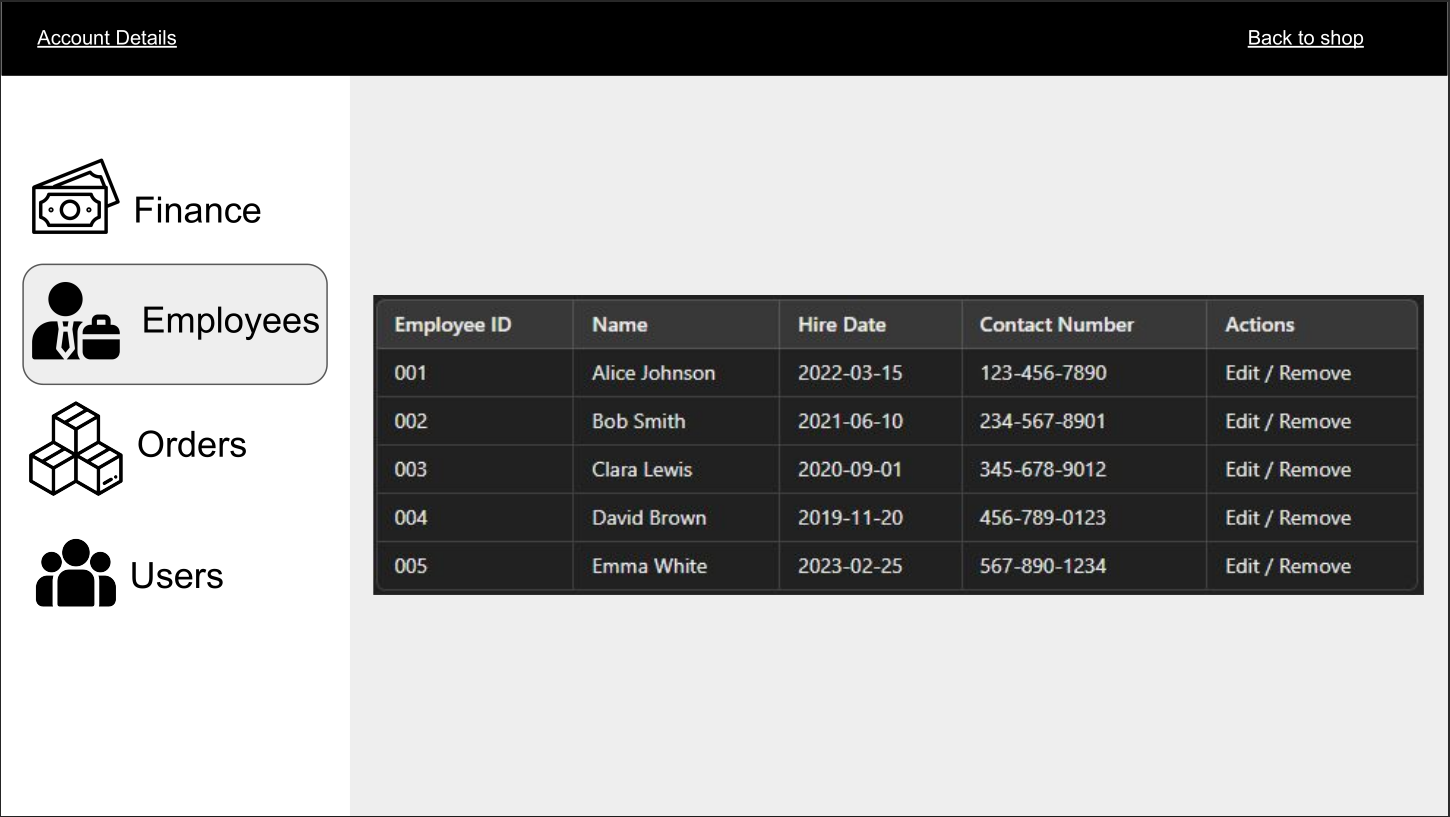 Account Details
Back to shop
Finance
Employees
Orders
Users
Employee ID Name Hire Date Contact Number Actions
001 Alice Johnson 2022-03-15 123-456-7890 Edit / Remove
002 Bob Smith 2021-06-10 234-567-8901 Edit / Remove
003 Clara Lewis 2020-09-01 345-678-9012 Edit / Remove
004 David Brown 2019-11-20 456-789-0123 Edit / Remove
005 Emma White 2023-02-25 567-890-1234 Edit / Remove